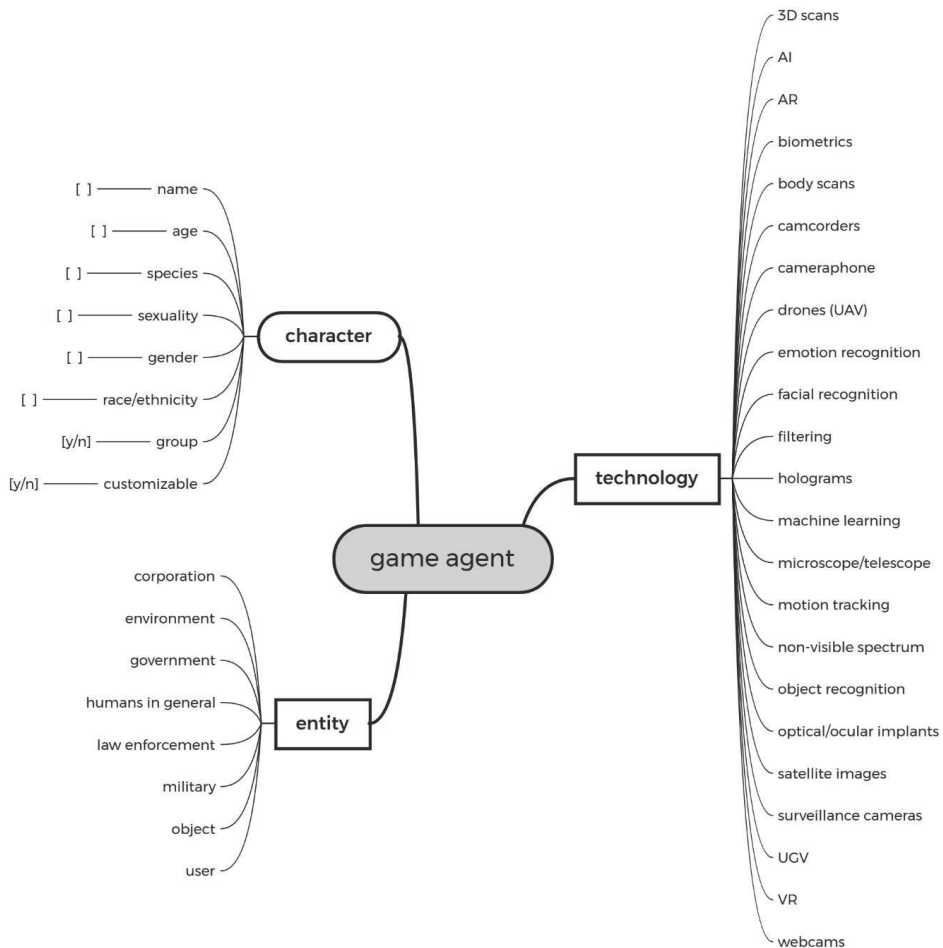 game agent
character
[ ] name
[ ] age
[ ] species
[ ] sexuality
[ ] gender
[ ] race/ethnicity
[y/n] group
[y/n] customizable
entity
corporation
environment
government
humans in general
law enforcement
military
object
user
technology
3D scans
AI
AR
biometrics
body scans
camcorders
cameraphone
drones (UAV)
emotion recognition
facial recognition
filtering
holograms
machine learning
microscope/telescope
motion tracking
non-visible spectrum
object recognition
optical/ocular implants
satellite images
surveillance cameras
UGV
VR
webcams